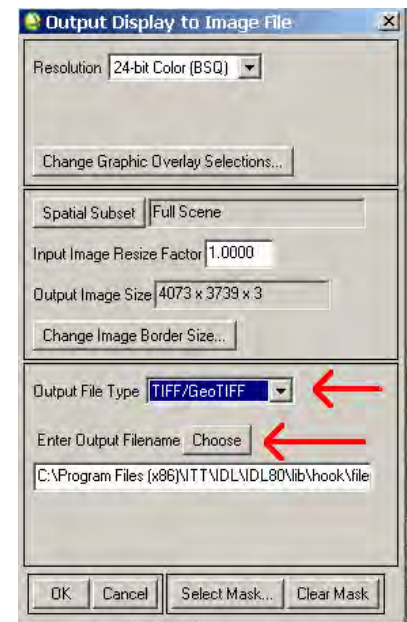 Output Display to Image File
Resolution 24-bit Color (BSQ)
Change Graphic Overlay Selections...
Spatial Subset Full Scene
Input Image Resize Factor 1.0000
Output Image Size 4073 x 3739 x 3
Change Image Border Size...
Output File Type TIFF/GeoTIFF
Enter Output Filename Choose
C:\Program Files (x86)\ITT\IDL\IDL80\lib\hook\file
OK Cancel Select Mask... Clear Mask